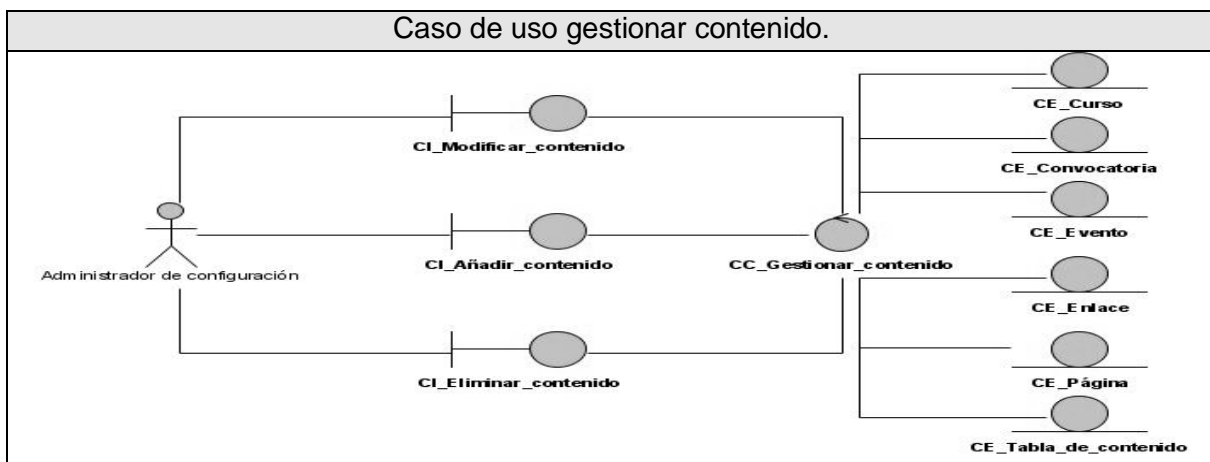 Caso de uso gestionar contenido.
CE_Curso
CI_Modificar_contenido
CE_Convocatoria
CE_Evento
Administrador de configuración
CI_Añadir_contenido
CC_Gestionar_contenido
CE_Enlace
CI_Eliminar_contenido
CE_Página
CE_Tabla_de_contenido